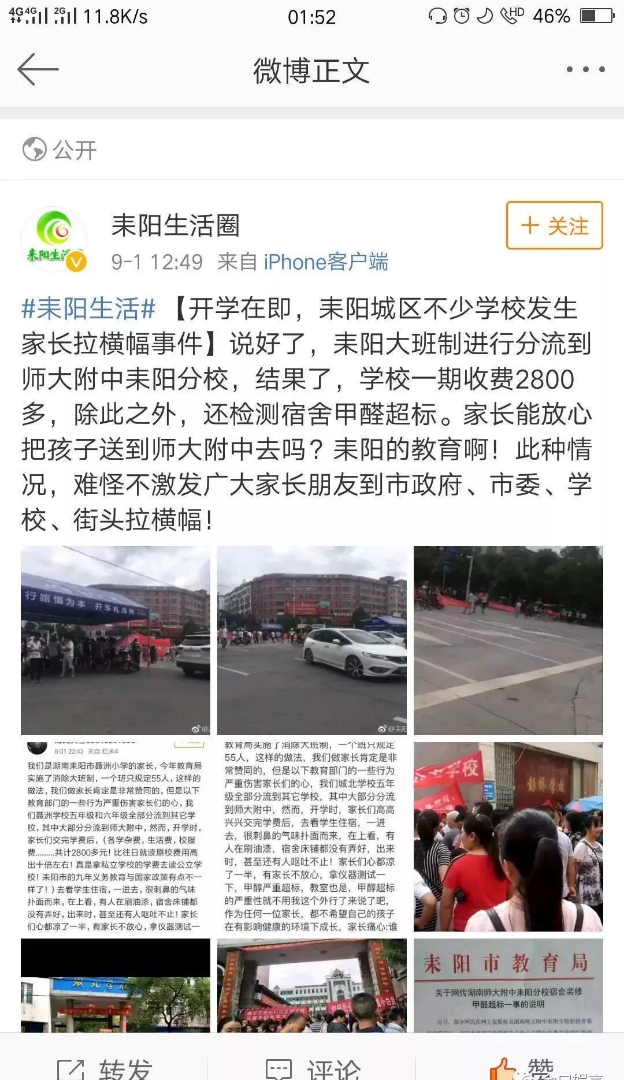 4G 4G 2G 11.8K/s 01:52 HD 46%
微博正文
公开
耒阳生活圈
+ 关注
9-1 12:49 来自 iPhone客户端
#耒阳生活# 【开学在即，耒阳城区不少学校发生
家长拉横幅事件】说好了，耒阳大班制进行分流到
师大附中耒阳分校，结果了，学校一期收费2800
多，除此之外，还检测宿舍甲醛超标。家长能放心
把孩子送到师大附中去吗？耒阳的教育啊！此种情
况，难怪不激发广大家长朋友到市政府、市委、学
校、街头拉横幅！
行路慎为本 开车礼当先
8-31 22:43 来自 红米4
我们是湖南耒阳市聂洲小学的家长，今年教育局
实施了消除大班制，一个班只规定55人，这样的
做法，我们做家长肯定是非常赞同的，但是以下
教育部门的一些行为严重伤害家长们的心，我们
聂洲学校五年级和六年级全部分流到其它学校，
其中大部分分流到师大附中，然而，开学时，
家长们交完学费后，（各学杂费，生活费，校服
费………共计2800多元！比往日就读原校费用高
出十倍左右！真是拿私立学校的学费去读公立学
校！耒阳市的九年义务教育与国家政策有点不一
样了！）去看学生住宿，一进去，很刺鼻的气味
扑面而来，在上看，有人在刷油漆，宿舍床铺都
没有弄好，出来时，甚至还有人呕吐不止！家长
们心都凉了一半，有家长不放心，拿仪器测试一
教育局实施了消除大班制，一个班只规定
55人，这样的做法，我们做家长肯定是非
常赞同的，但是以下教育部门的一些行为
严重伤害家长们的心，我们城北学校五年
级全部分流到其它学校，其中大部分分流
到师大附中，然而，开学时，家长们高高
兴兴交完学费后，去看学生住宿，一进
去，很刺鼻的气味扑面而来，在上看，有
人在刷油漆，宿舍床铺都没有弄好，出来
时，甚至还有人呕吐不止！家长们心都凉
了一半，有家长不放心，拿仪器测试一
下，甲醇严重超标，教室也是，甲醇超标
的严重性就不用我这个外行了来说了吧，
作为任何一位家长，都不希望自己的孩子
在有影响健康的环境下成长，家长痛心:谁
耒阳市教育局
关于网传湖南师大附中耒阳分校宿舍装修
甲醛超标一事的说明
转发
评论
赞